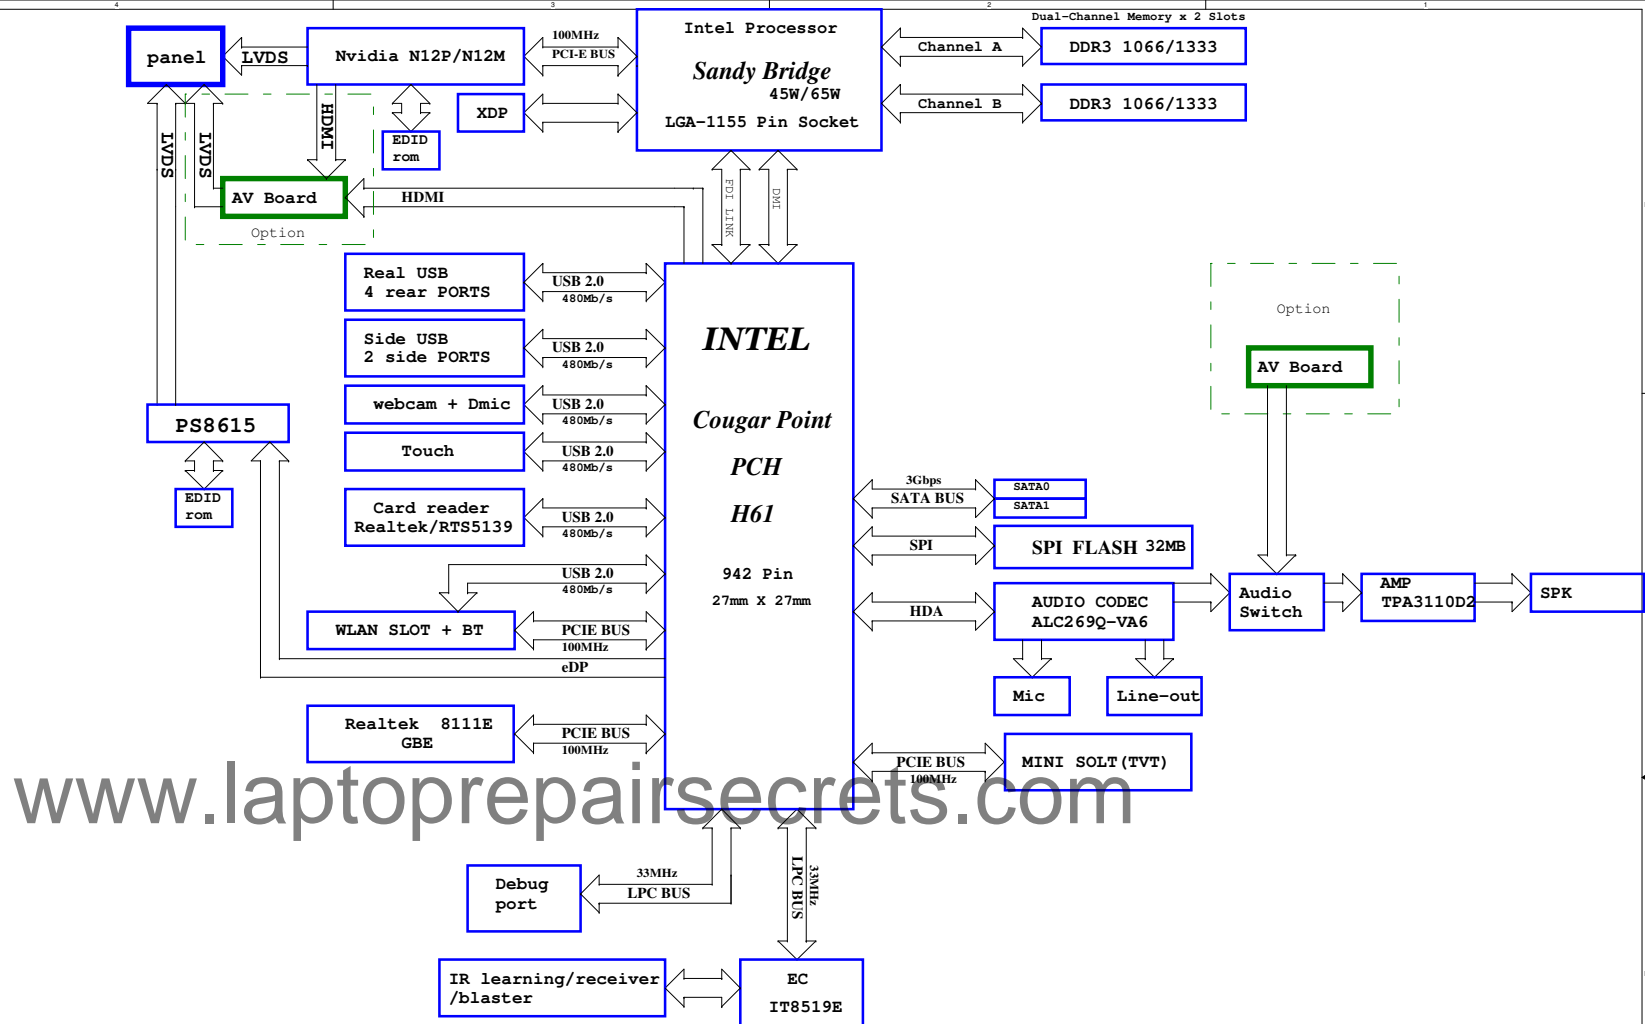 4 3 2 1
Dual-Channel Memory x 2 Slots
panel
LVDS
Nvidia N12P/N12M
100MHz
PCI-E BUS
Intel Processor
Sandy Bridge
45W/65W
LGA-1155 Pin Socket
Channel A
DDR3 1066/1333
Channel B
DDR3 1066/1333
XDP
EDID
rom
HDMI
LVDS
LVDS
AV Board
Option
HDMI
FDI LINK
DMI
Real USB
4 rear PORTS
USB 2.0
480Mb/s
Side USB
2 side PORTS
USB 2.0
480Mb/s
webcam + Dmic
USB 2.0
480Mb/s
Touch
USB 2.0
480Mb/s
Card reader
Realtek/RTS5139
USB 2.0
480Mb/s
USB 2.0
480Mb/s
WLAN SLOT + BT
PCIE BUS
100MHz
eDP
Realtek 8111E
GBE
PCIE BUS
100MHz
PS8615
EDID
rom
INTEL
Cougar Point
PCH
H61
942 Pin
27mm X 27mm
Option
AV Board
3Gbps
SATA BUS
SATA0
SATA1
SPI
SPI FLASH 32MB
HDA
AUDIO CODEC
ALC269Q-VA6
Audio
Switch
AMP
TPA3110D2
SPK
Mic
Line-out
PCIE BUS
100MHz
MINI SOLT(TVT)
www.laptoprepairsecrets.com
Debug
port
33MHz
LPC BUS
33MHz
LPC BUS
IR learning/receiver
/blaster
EC
IT8519E